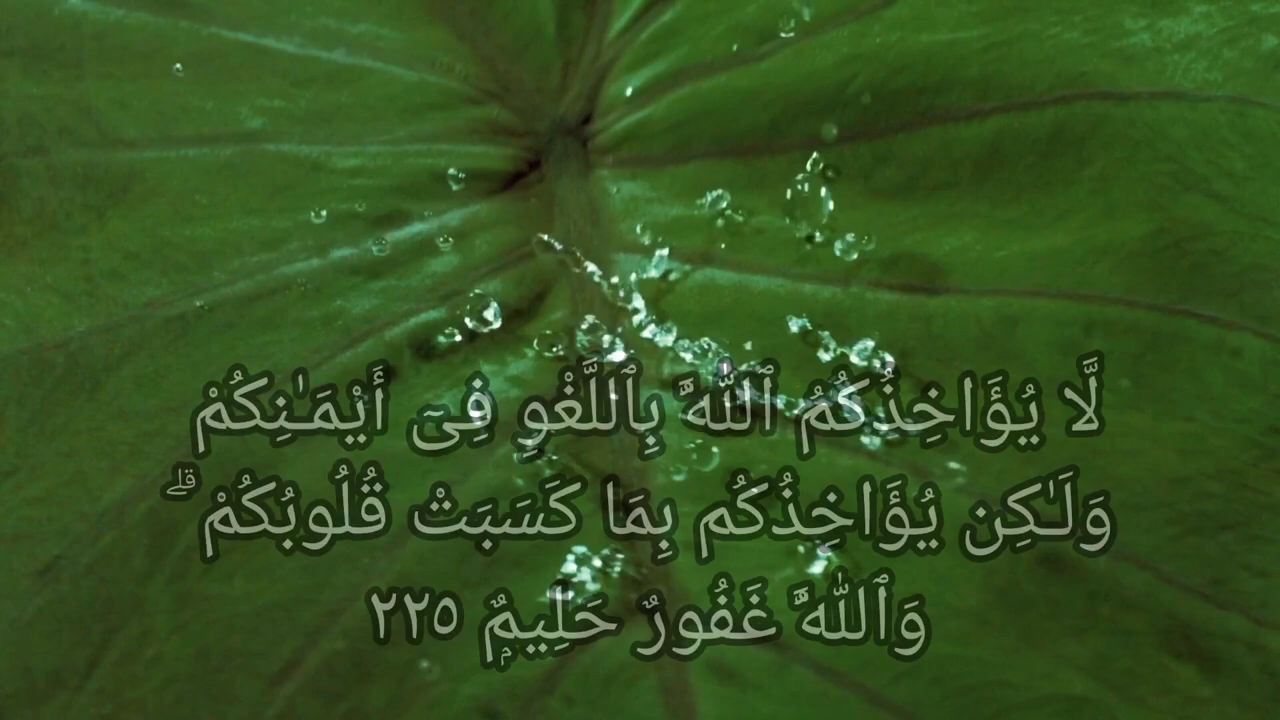 لَّا يُؤَاخِذُكُمُ ٱللَّهُ بِٱللَّغْوِ فِىٓ أَيْمَـٰنِكُمْ
وَلَـٰكِن يُؤَاخِذُكُم بِمَا كَسَبَتْ قُلُوبُكُمْ ۗ
وَٱللَّهُ غَفُورٌ حَلِيمٌۭ ٢٢٥